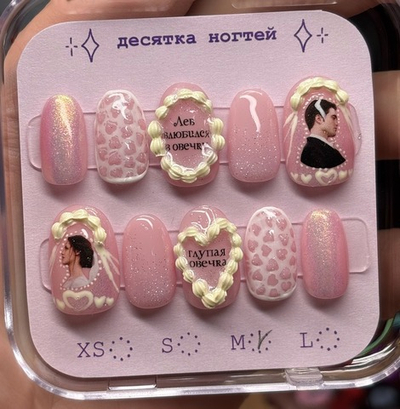 десятка ногтей
Лев
влюбился
в овечку
глупая
овечка
XS S M L